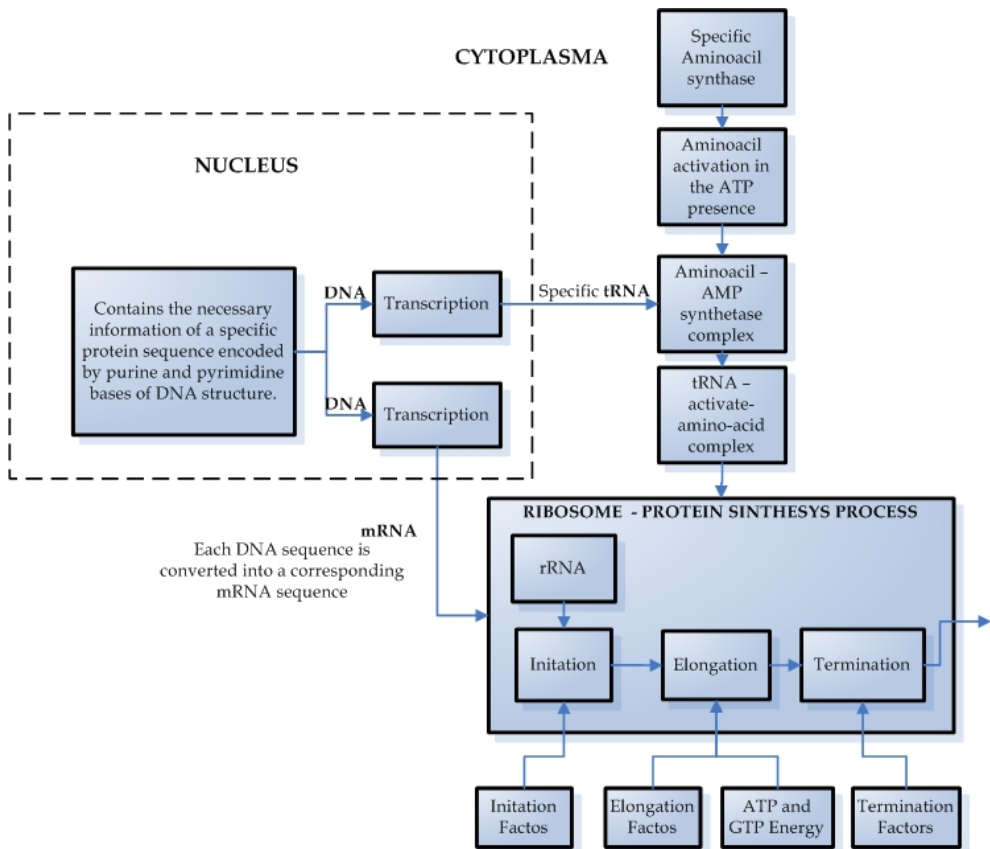 CYTOPLASMA
Specific
Aminoacil
synthase
NUCLEUS
Aminoacil
activation in
the ATP
presence
Contains the necessary
information of a specific
protein sequence encoded
by purine and pyrimidine
bases of DNA structure.
DNA
Transcription
Specific tRNA
Aminoacil –
AMP
synthetase
complex
DNA
Transcription
tRNA –
activate-
amino-acid
complex
mRNA
Each DNA sequence is
converted into a corresponding
mRNA sequence
RIBOSOME - PROTEIN SINTHESYS PROCESS
rRNA
Initation
Elongation
Termination
Initation
Factos
Elongation
Factos
ATP and
GTP Energy
Termination
Factors